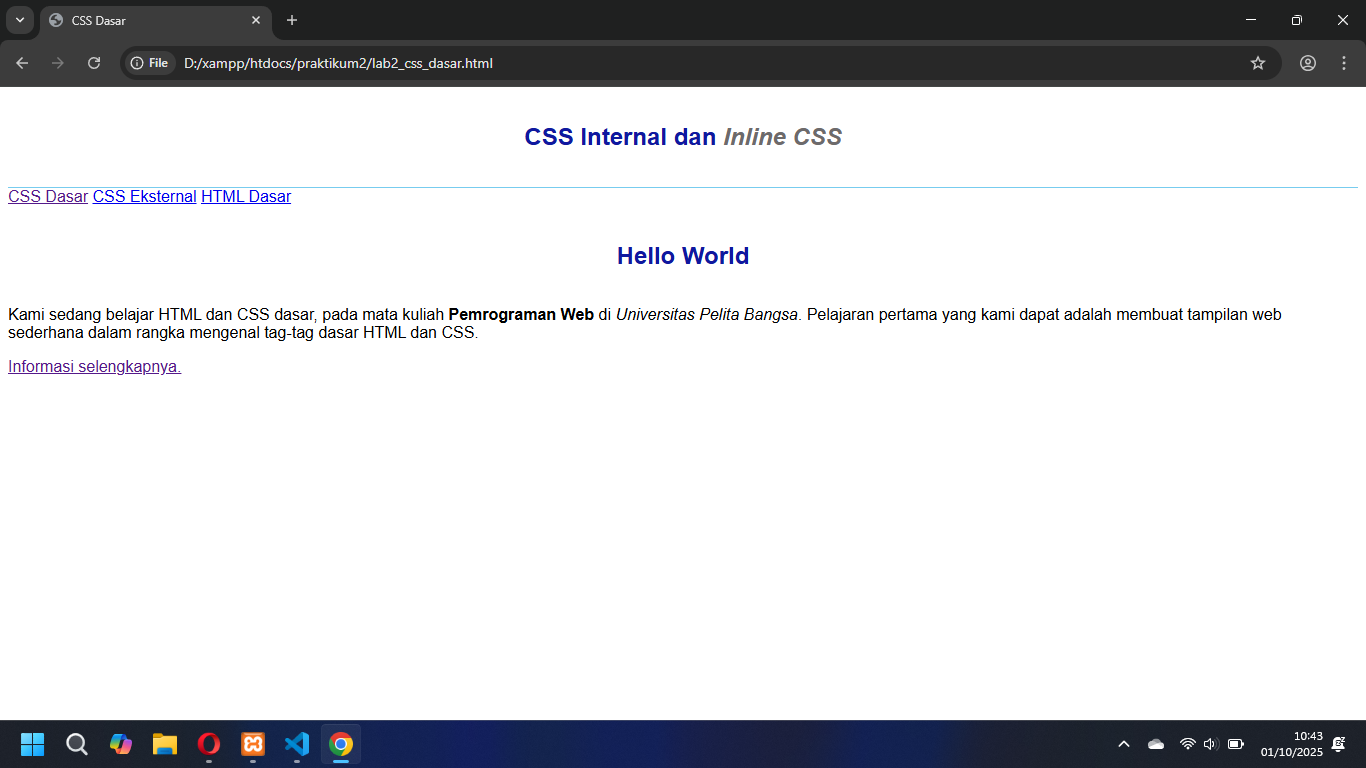 CSS Dasar
File D:/xampp/htdocs/praktikum2/lab2_css_dasar.html
CSS Internal dan Inline CSS
CSS Dasar CSS Eksternal HTML Dasar
Hello World
Kami sedang belajar HTML dan CSS dasar, pada mata kuliah Pemrograman Web di Universitas Pelita Bangsa. Pelajaran pertama yang kami dapat adalah membuat tampilan web
sederhana dalam rangka mengenal tag-tag dasar HTML dan CSS.
Informasi selengkapnya.
10:43
01/10/2025